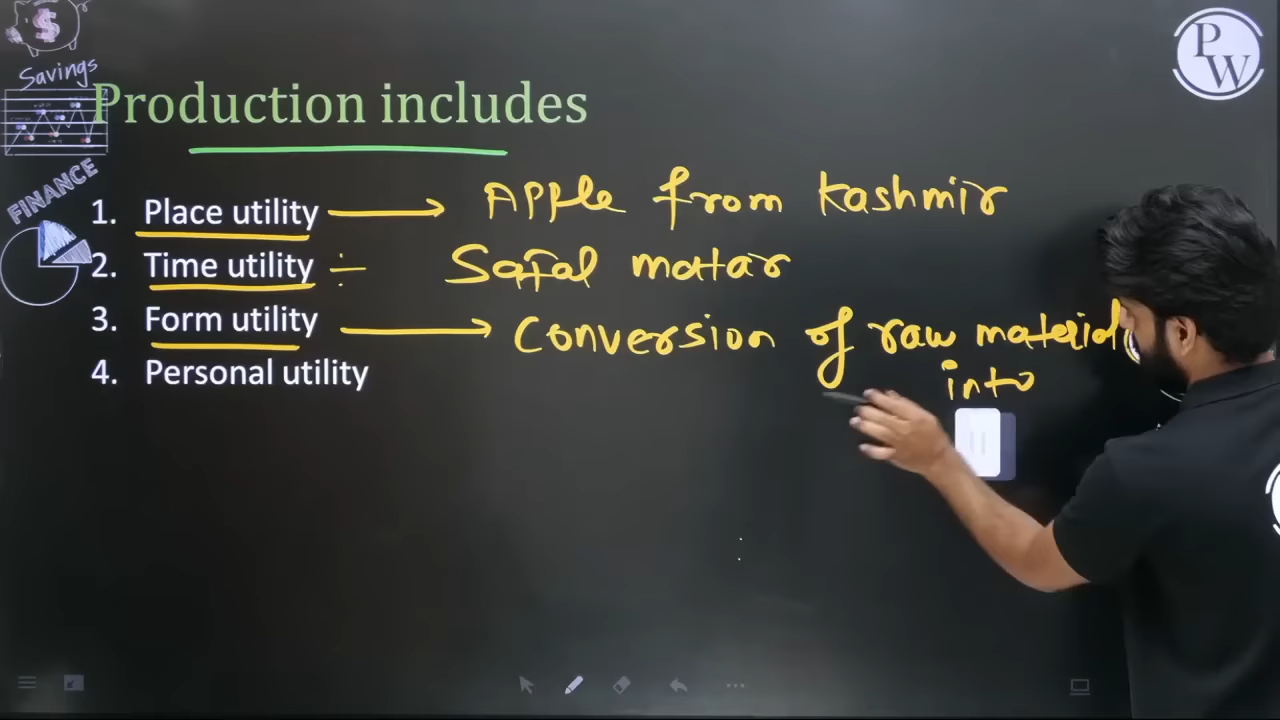 Savings
Production includes
FINANCE
1. Place utility → Apple from Kashmir
2. Time utility ÷ Safal matar
3. Form utility → Conversion of raw material
into
4. Personal utility
PW